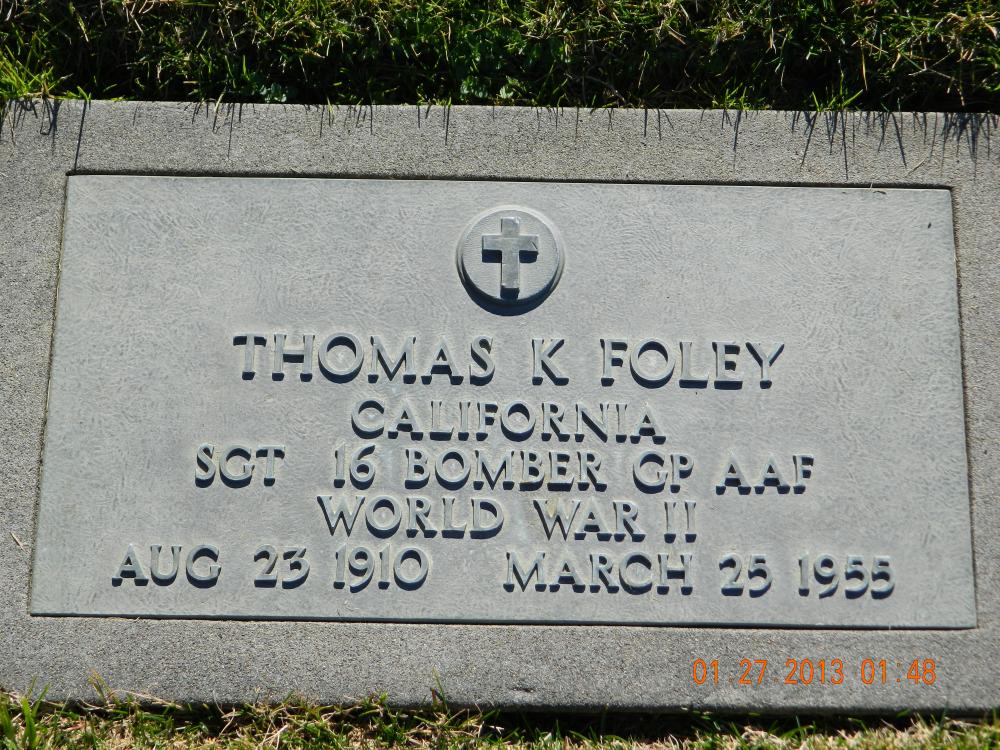 THOMAS K FOLEY
CALIFORNIA
SGT 16 BOMBER GP AAF
WORLD WAR II
AUG 23 1910 MARCH 25 1955
01 27 2013 01:48